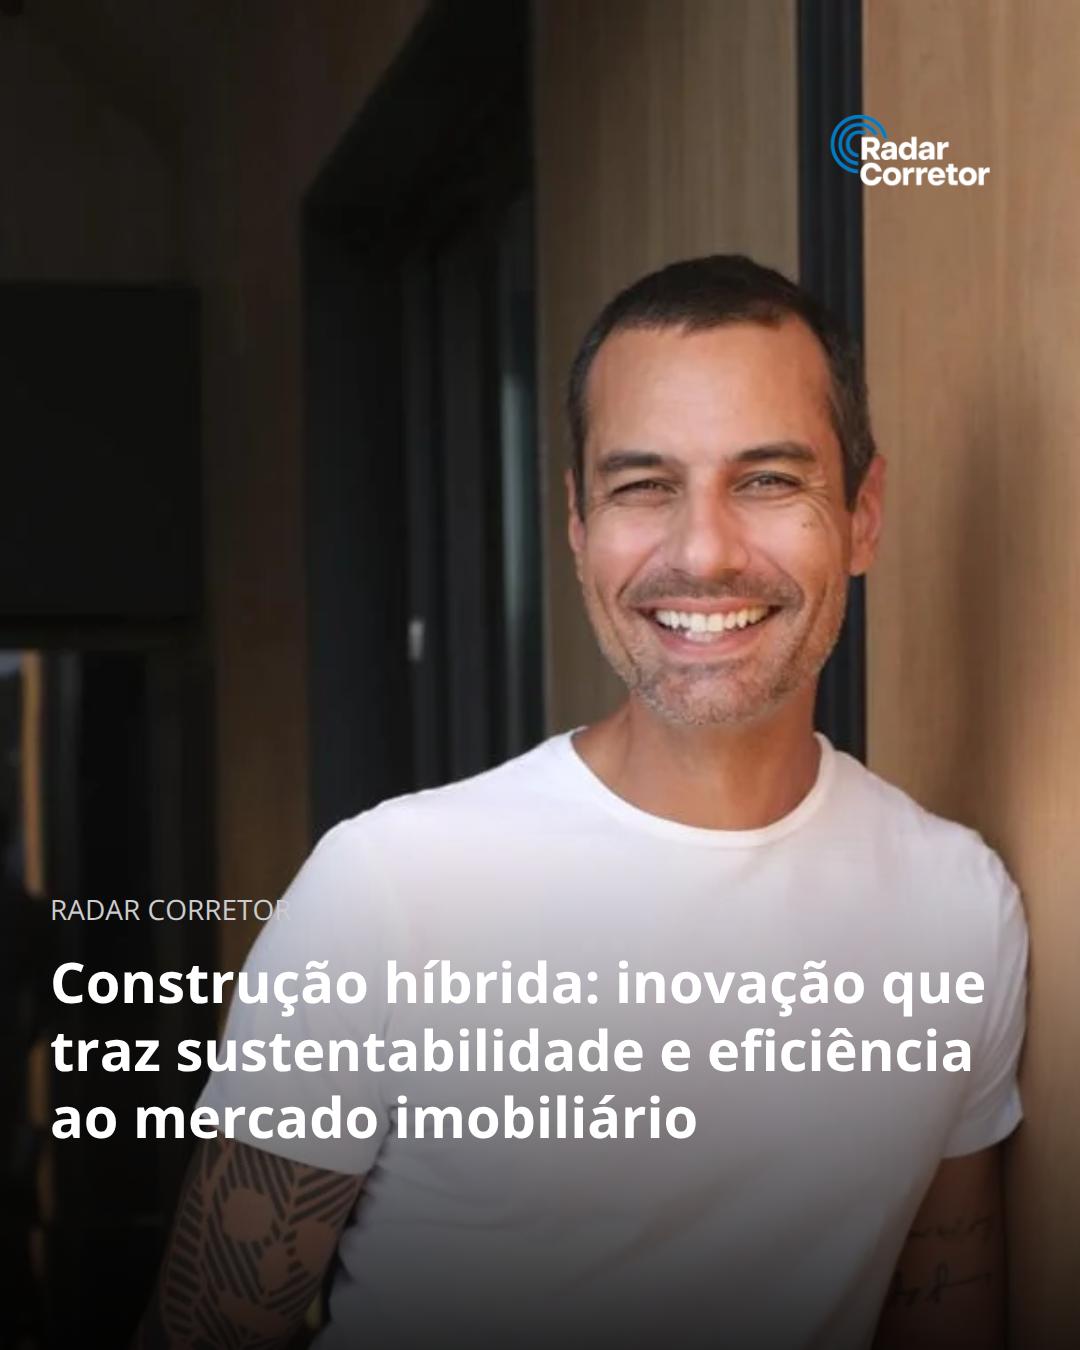 Radar
Corretor
RADAR CORRETOR
Construção híbrida: inovação que
traz sustentabilidade e eficiência
ao mercado imobiliário